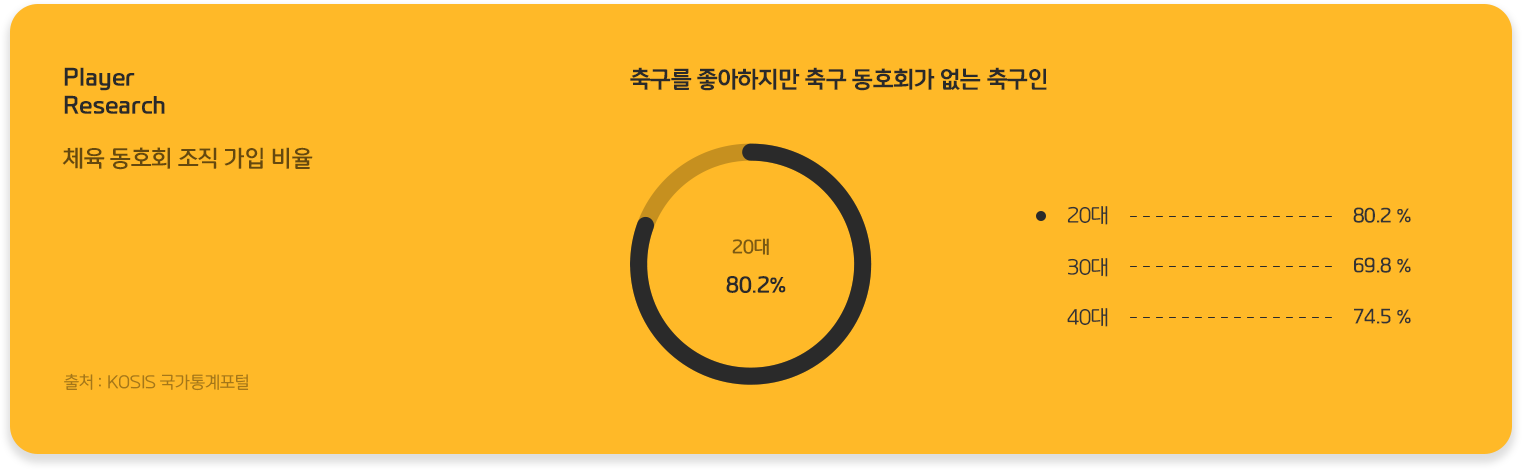 Player
Research
체육 동호회 조직 가입 비율
출처 : KOSIS 국가통계포털
축구를 좋아하지만 축구 동호회가 없는 축구인
20대
80.2%
20대 80.2 %
30대 69.8 %
40대 74.5 %